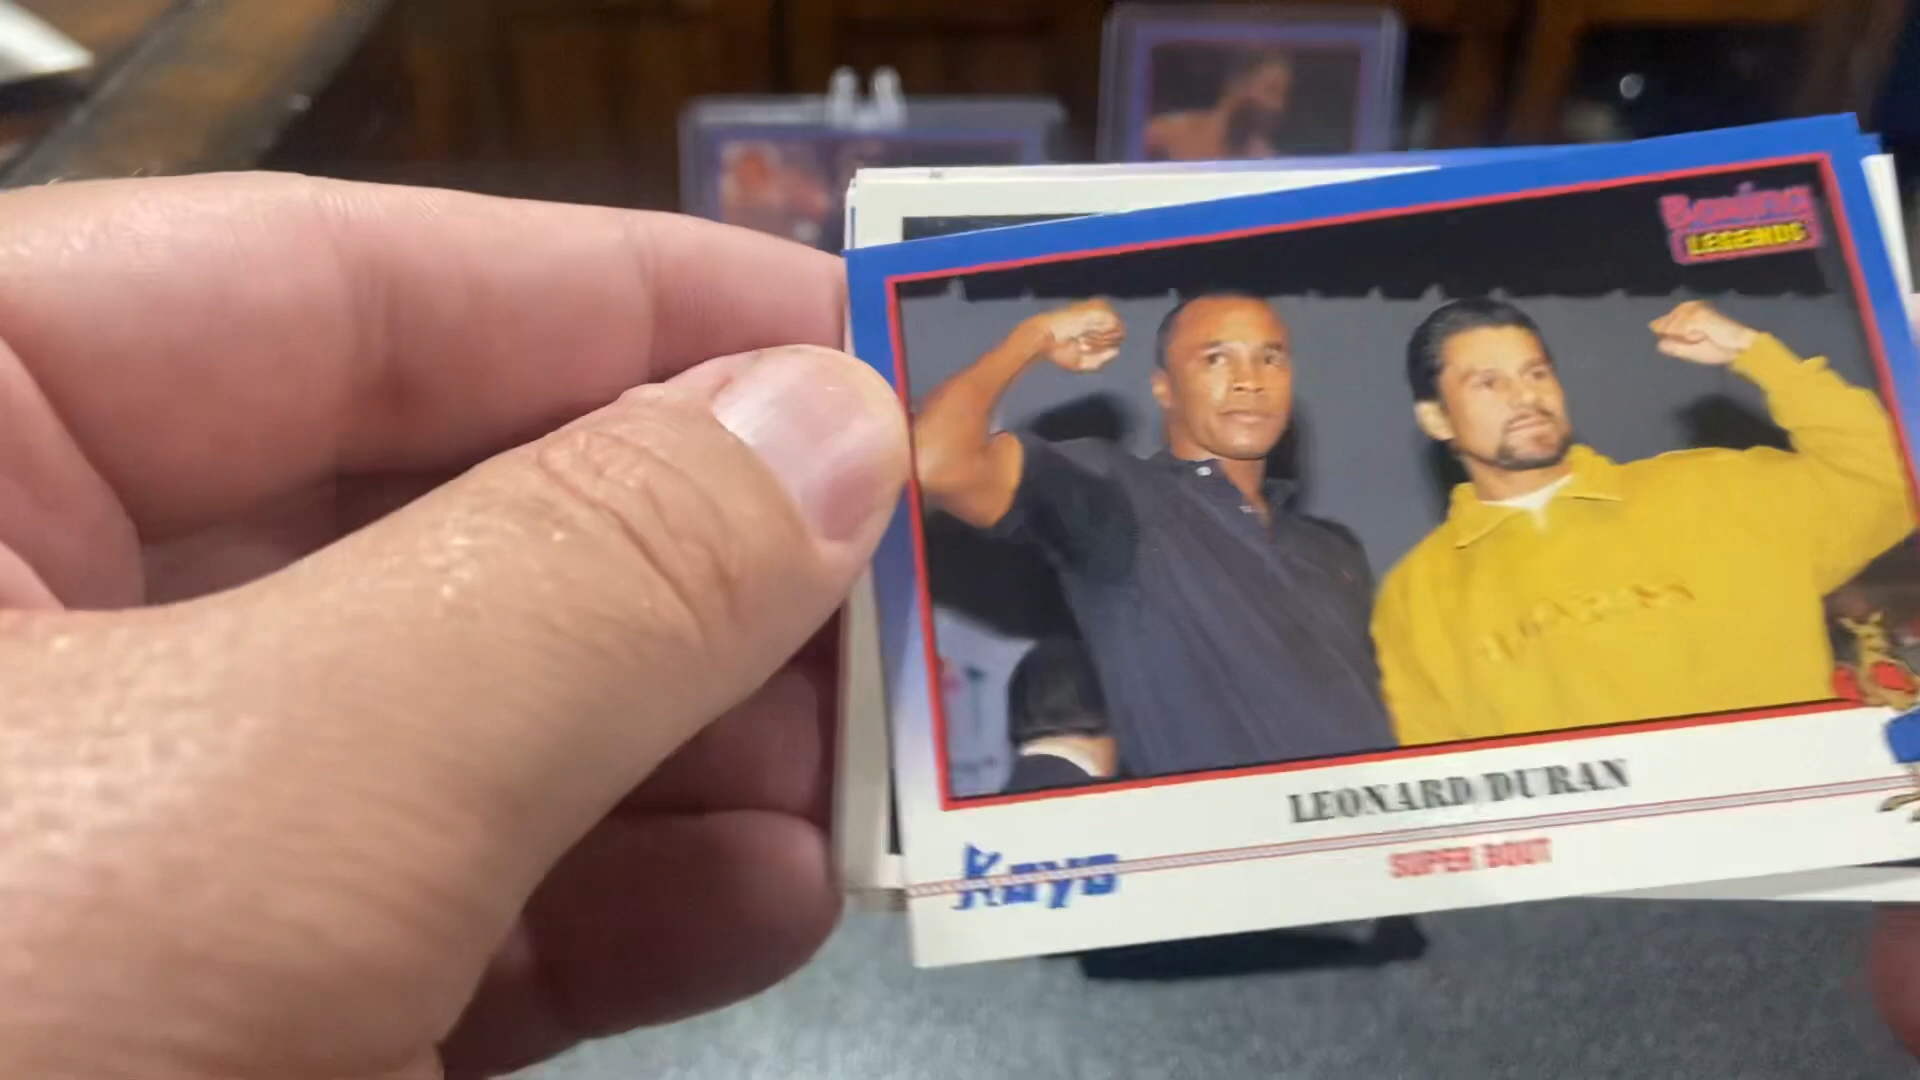 Boxing
LEGENDS
LEONARD/DURAN
Kayo
SUPER BOUT